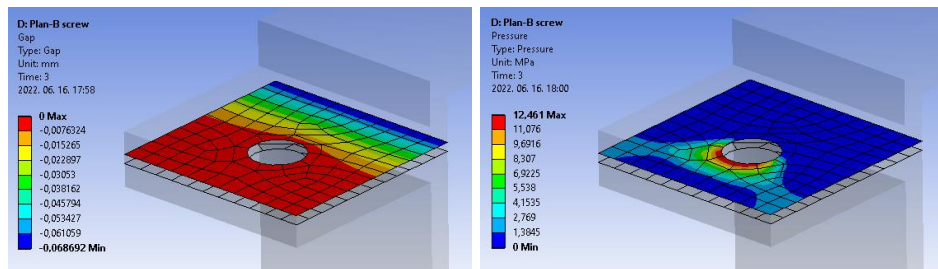 D: Plan-B screw
Gap
Type: Gap
Unit: mm
Time: 3
2022. 06. 16. 17:58
0 Max
-0,0076324
-0,015265
-0,022897
-0,03053
-0,038162
-0,045794
-0,053427
-0,061059
-0,068692 Min
D: Plan-B screw
Pressure
Type: Pressure
Unit: MPa
Time: 3
2022. 06. 16. 18:00
12,461 Max
11,076
9,6916
8,307
6,9225
5,538
4,1535
2,769
1,3845
0 Min